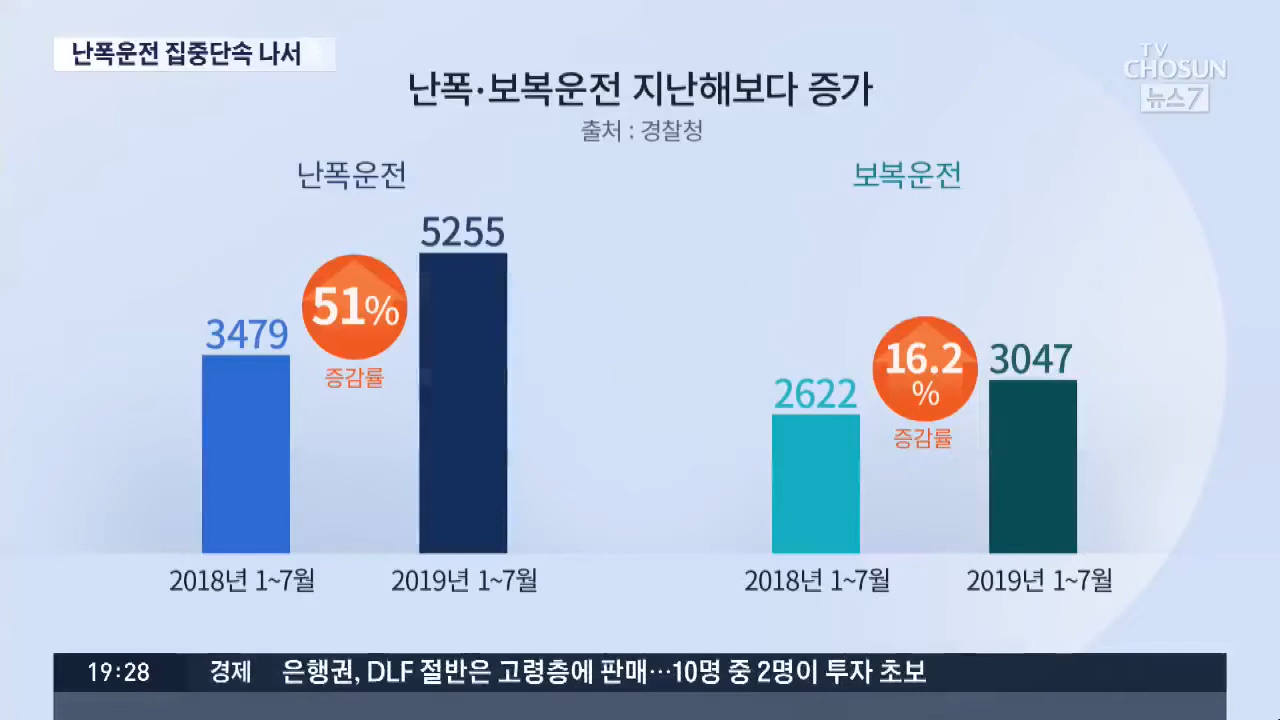 난폭운전 집중단속 나서
TV
CHOSUN
뉴스7
난폭·보복운전 지난해보다 증가
출처 : 경찰청
난폭운전
보복운전
3479
51%
증감률
5255
2622
16.2
%
증감률
3047
2018년 1~7월
2019년 1~7월
2018년 1~7월
2019년 1~7월
19:28 경제 은행권, DLF 절반은 고령층에 판매…10명 중 2명이 투자 초보